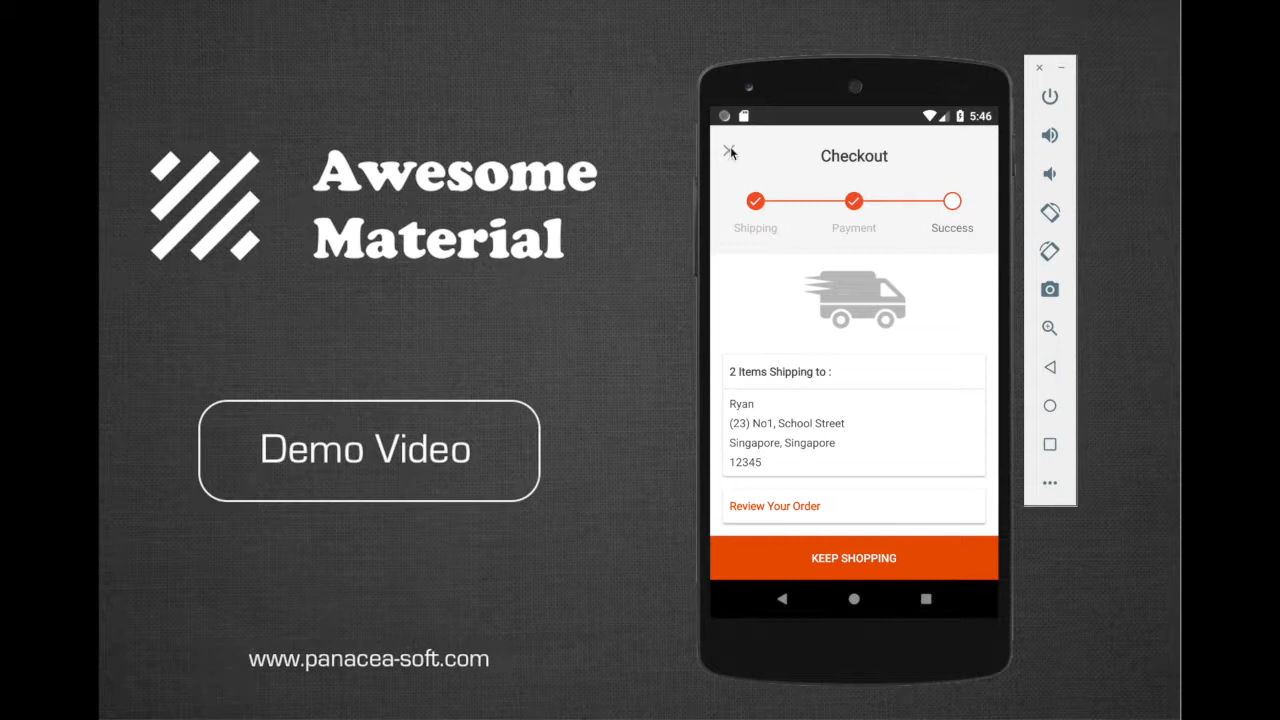 Awesome
Material
Demo Video
www.panacea-soft.com
5:46
Checkout
Shipping
Payment
Success
2 Items Shipping to :
Ryan
(23) No1, School Street
Singapore, Singapore
12345
Review Your Order
KEEP SHOPPING